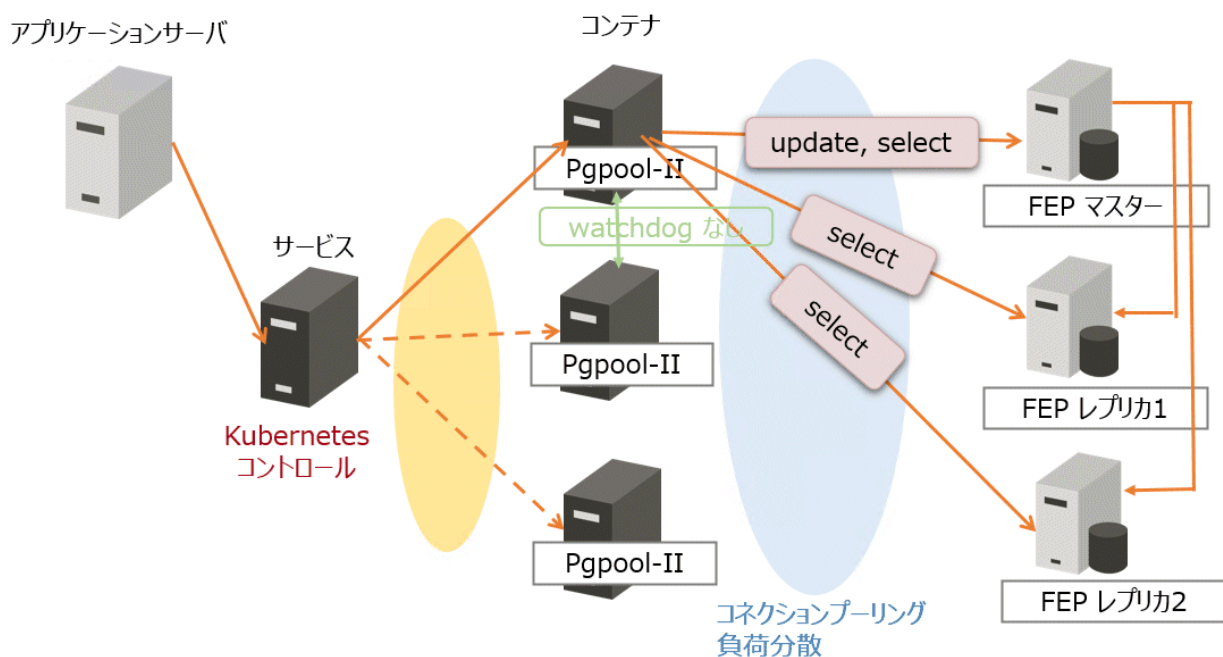 アプリケーションサーバ
コンテナ
Pgpool-II
update, select
FEP マスター
watchdog なし
select
サービス
select
Pgpool-II
FEP レプリカ1
Kubernetes
コントロール
Pgpool-II
FEP レプリカ2
コネクションプーリング
負荷分散